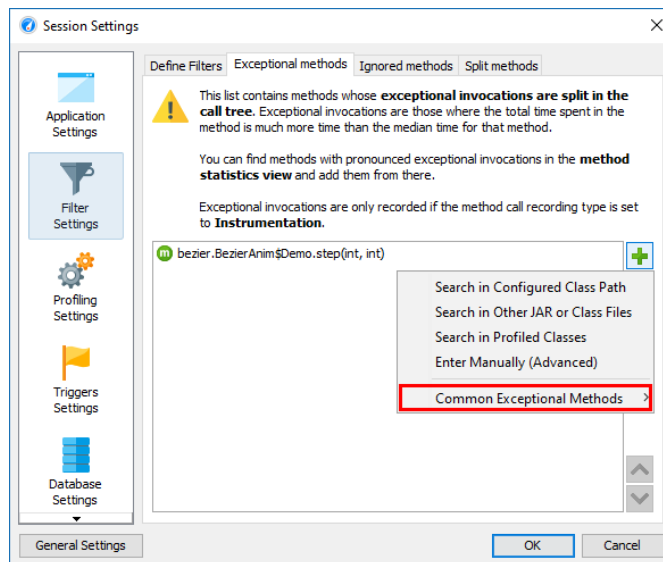 Session Settings
Define Filters
Exceptional methods
Ignored methods
Split methods
Application
Settings
Filter
Settings
Profiling
Settings
Triggers
Settings
Database
Settings
This list contains methods whose exceptional invocations are split in the
call tree. Exceptional invocations are those where the total time spent in the
method is much more time than the median time for that method.
You can find methods with pronounced exceptional invocations in the method
statistics view and add them from there.
Exceptional invocations are only recorded if the method call recording type is set
to Instrumentation.
m bezier.BezierAnim$Demo.step(int, int)
Search in Configured Class Path
Search in Other JAR or Class Files
Search in Profiled Classes
Enter Manually (Advanced)
Common Exceptional Methods
General Settings
OK
Cancel